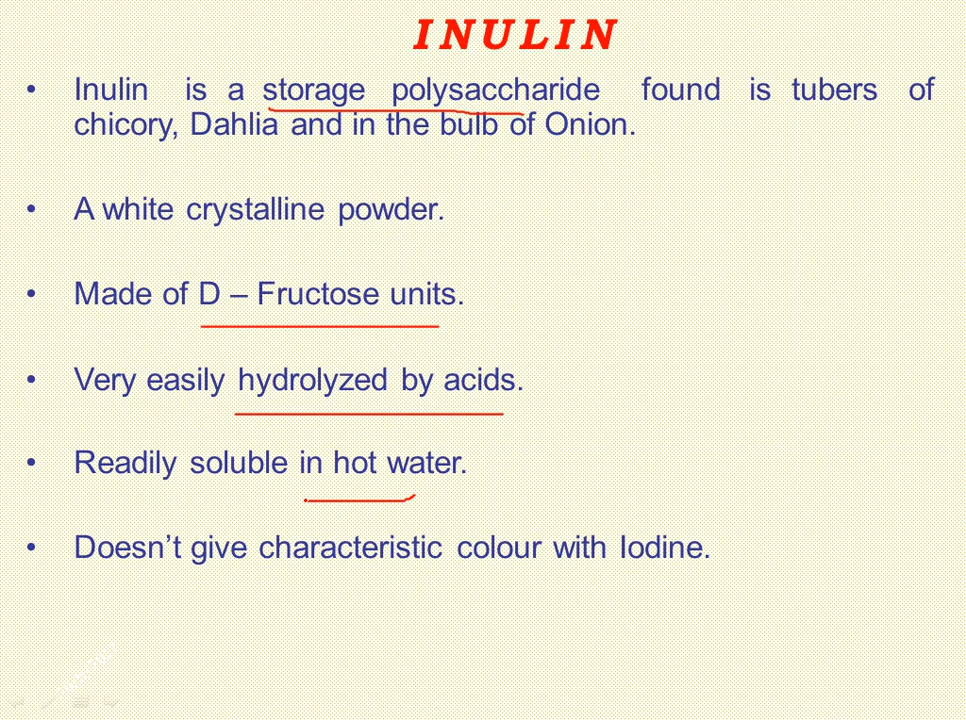 INULIN
• Inulin is a storage polysaccharide found is tubers of
chicory, Dahlia and in the bulb of Onion.
• A white crystalline powder.
• Made of D – Fructose units.
• Very easily hydrolyzed by acids.
• Readily soluble in hot water.
• Doesn’t give characteristic colour with Iodine.